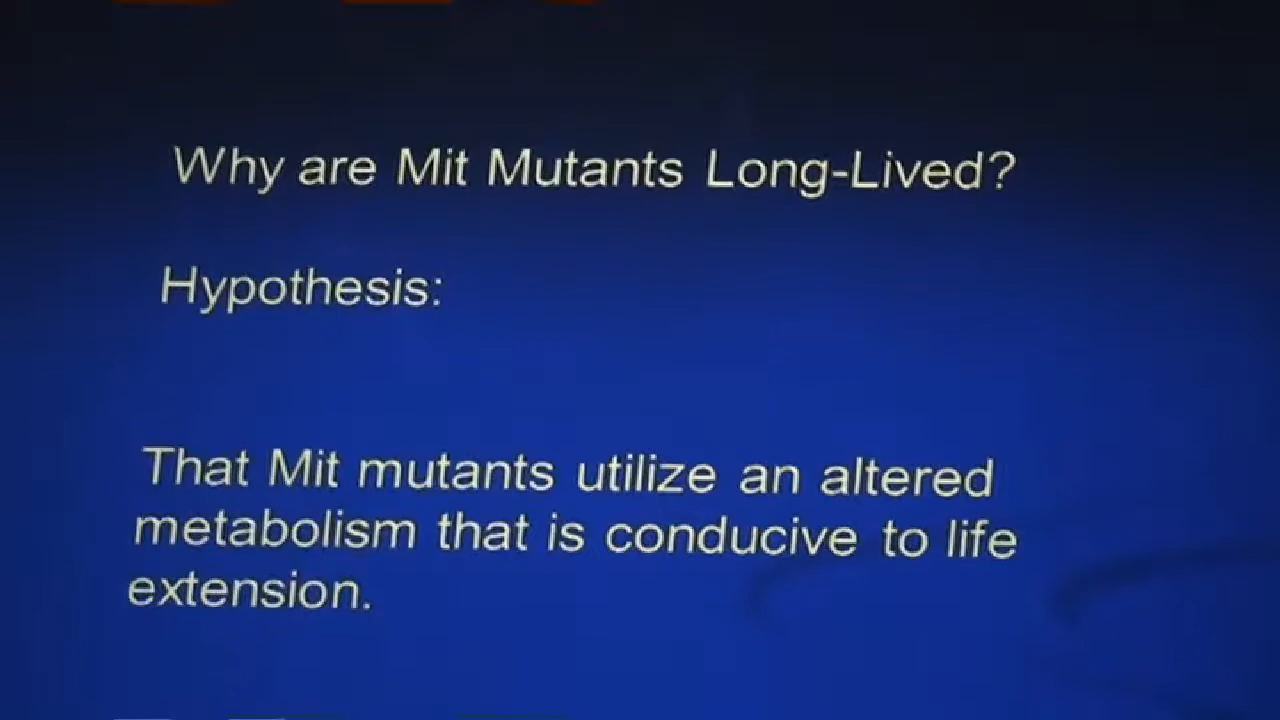 Why are Mit Mutants Long-Lived?
Hypothesis:
That Mit mutants utilize an altered
metabolism that is conducive to life
extension.